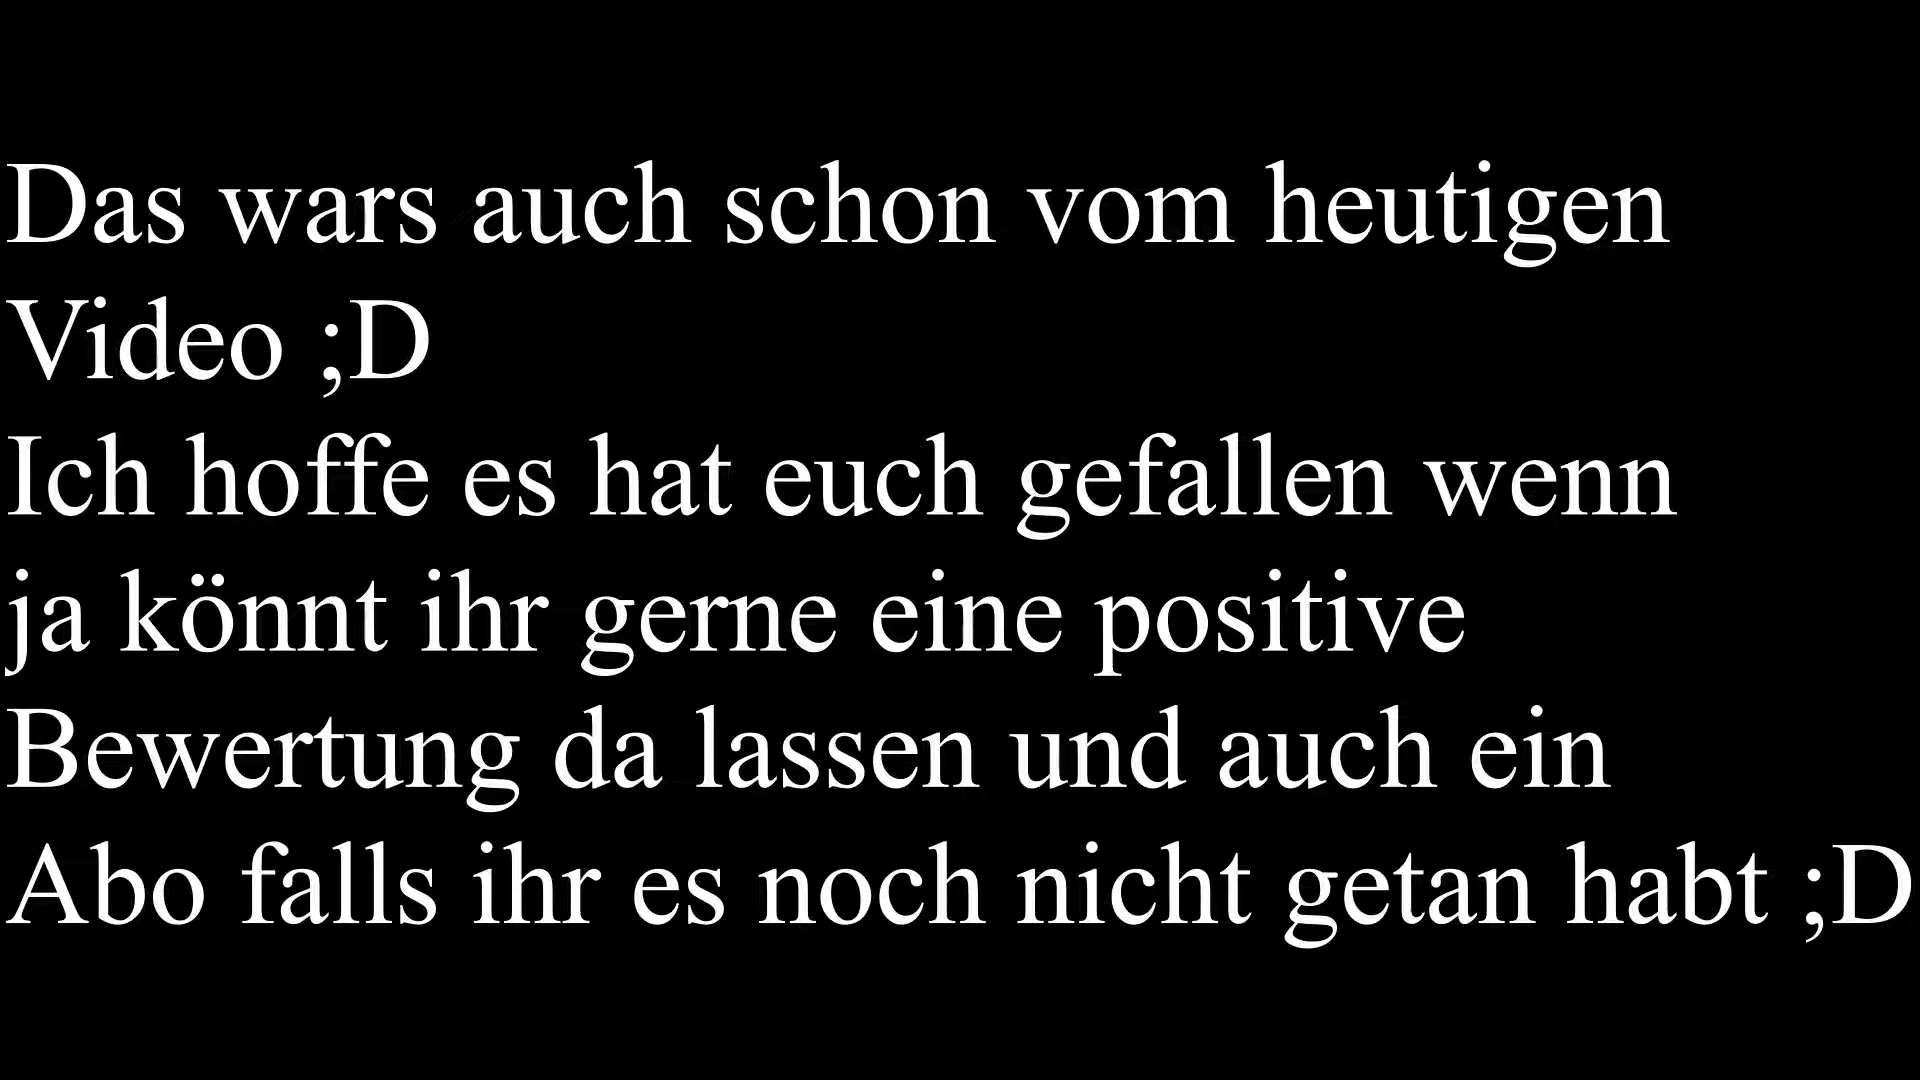 Das wars auch schon vom heutigen
Video ;D
Ich hoffe es hat euch gefallen wenn
ja könnt ihr gerne eine positive
Bewertung da lassen und auch ein
Abo falls ihr es noch nicht getan habt ;D